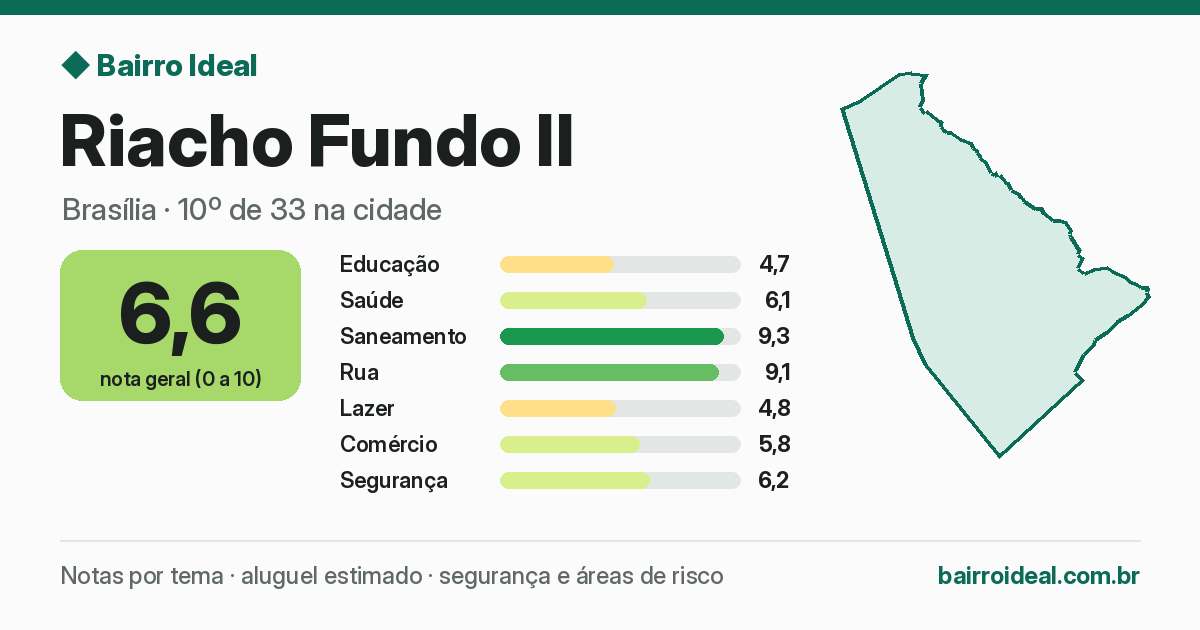 Bairro Ideal
Riacho Fundo II
Brasília · 10º de 33 na cidade
6,6
nota geral (0 a 10)
Educação 4,7
Saúde 6,1
Saneamento 9,3
Rua 9,1
Lazer 4,8
Comércio 5,8
Segurança 6,2
Notas por tema · aluguel estimado · segurança e áreas de risco
bairroideal.com.br